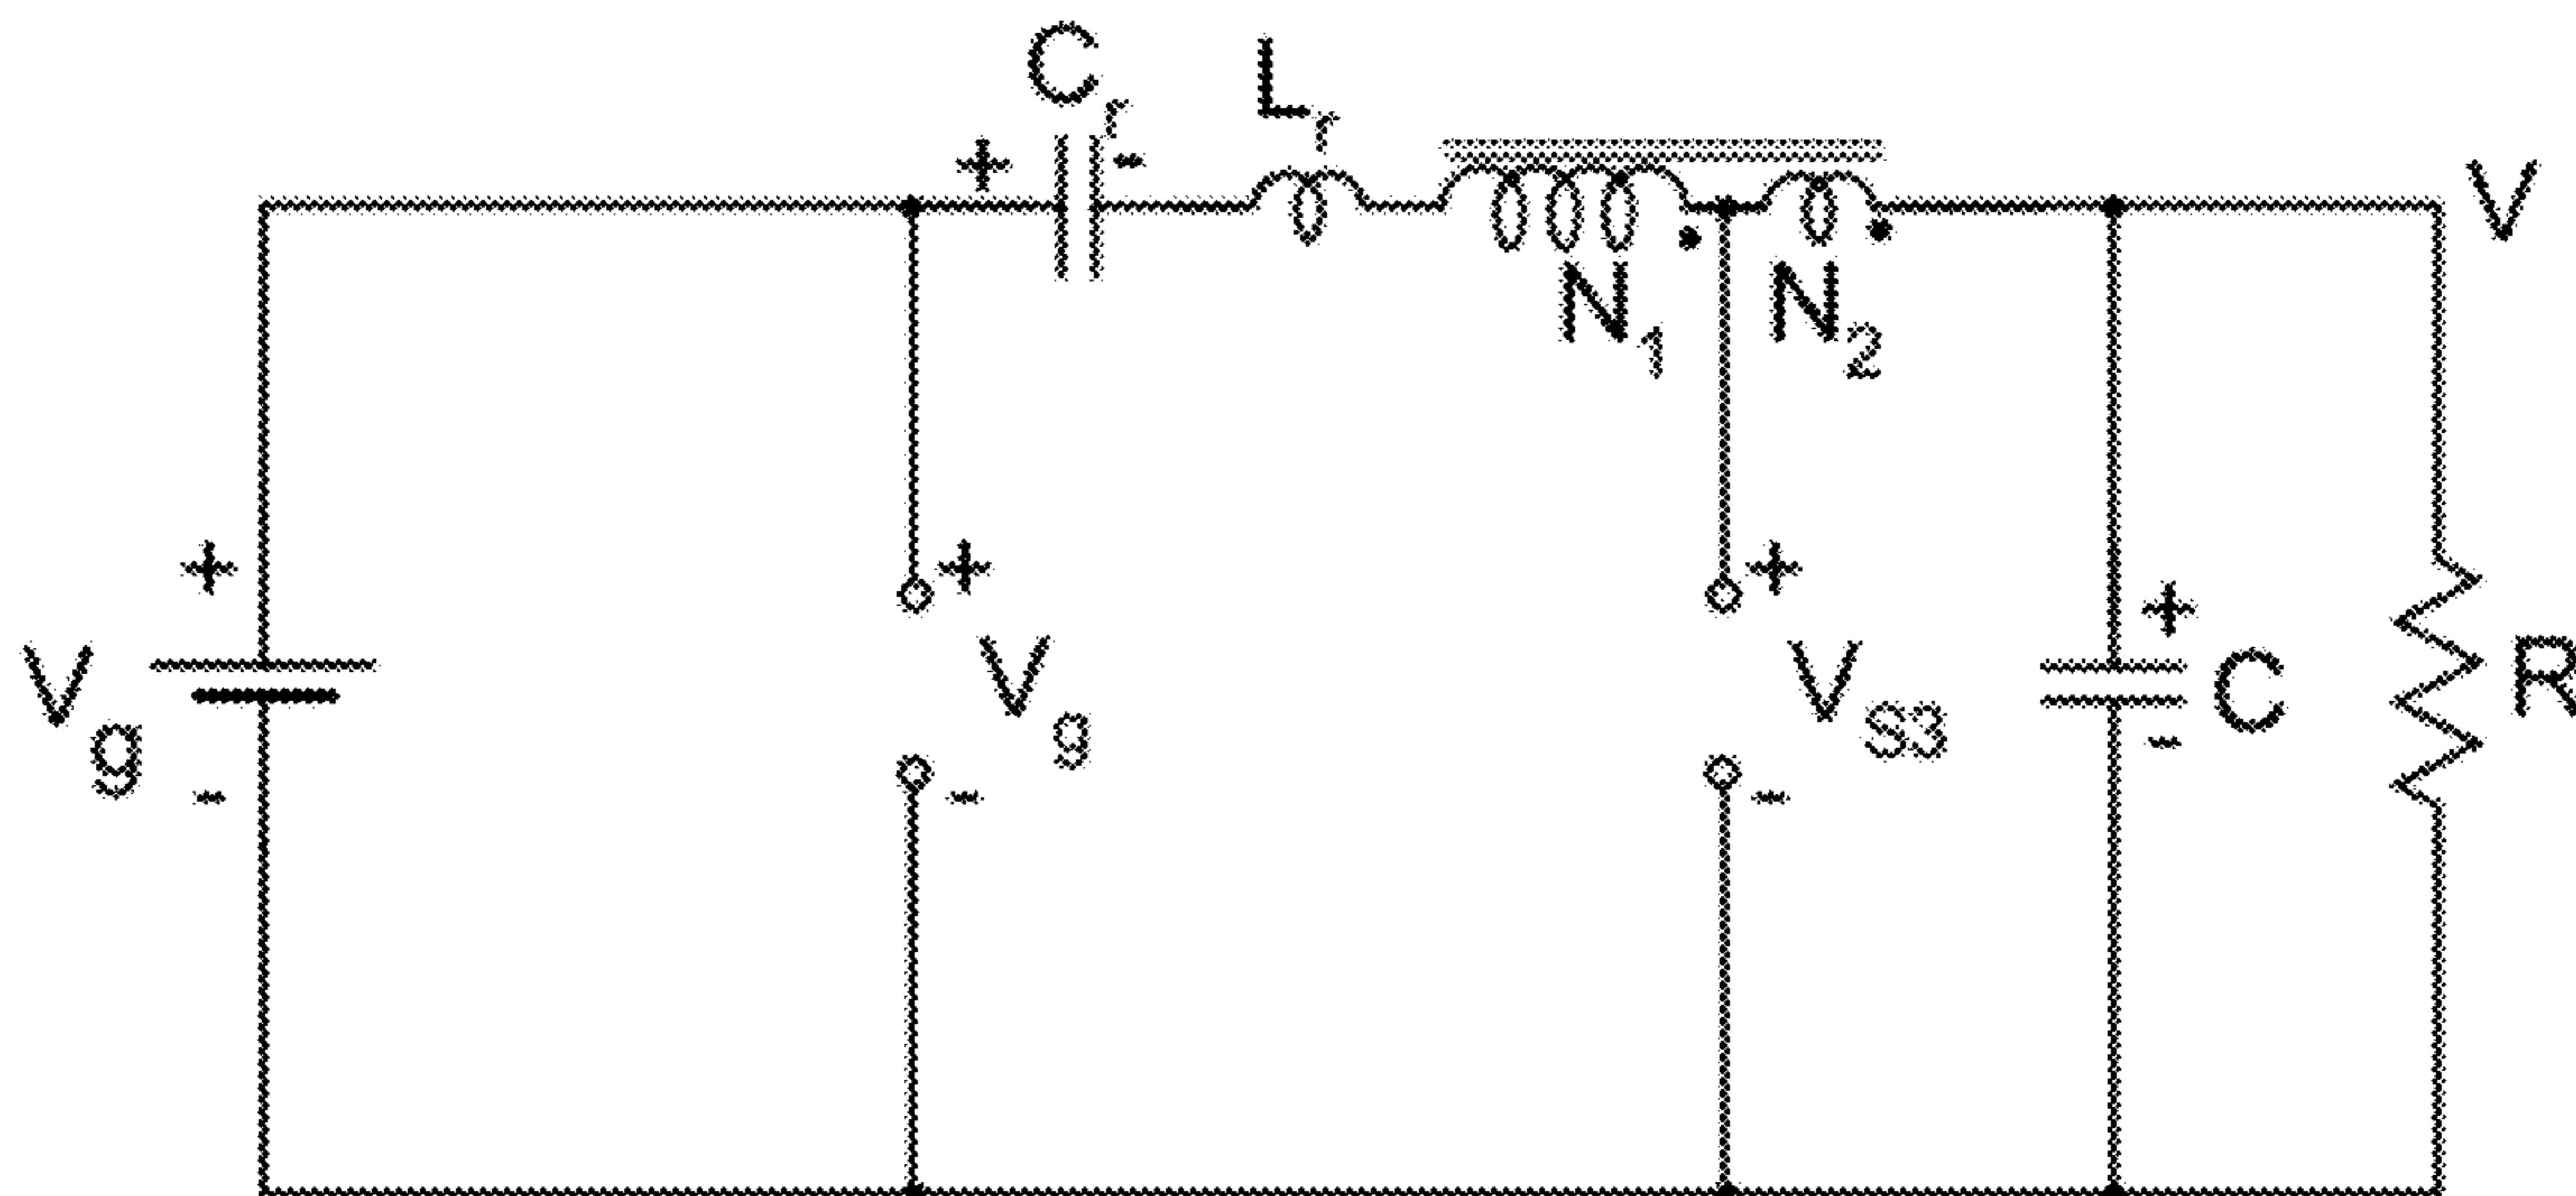 + Cr -
Lr
N1
N2
V
+ Vg -
+ Vg -
+ VS3 -
+ C -
R